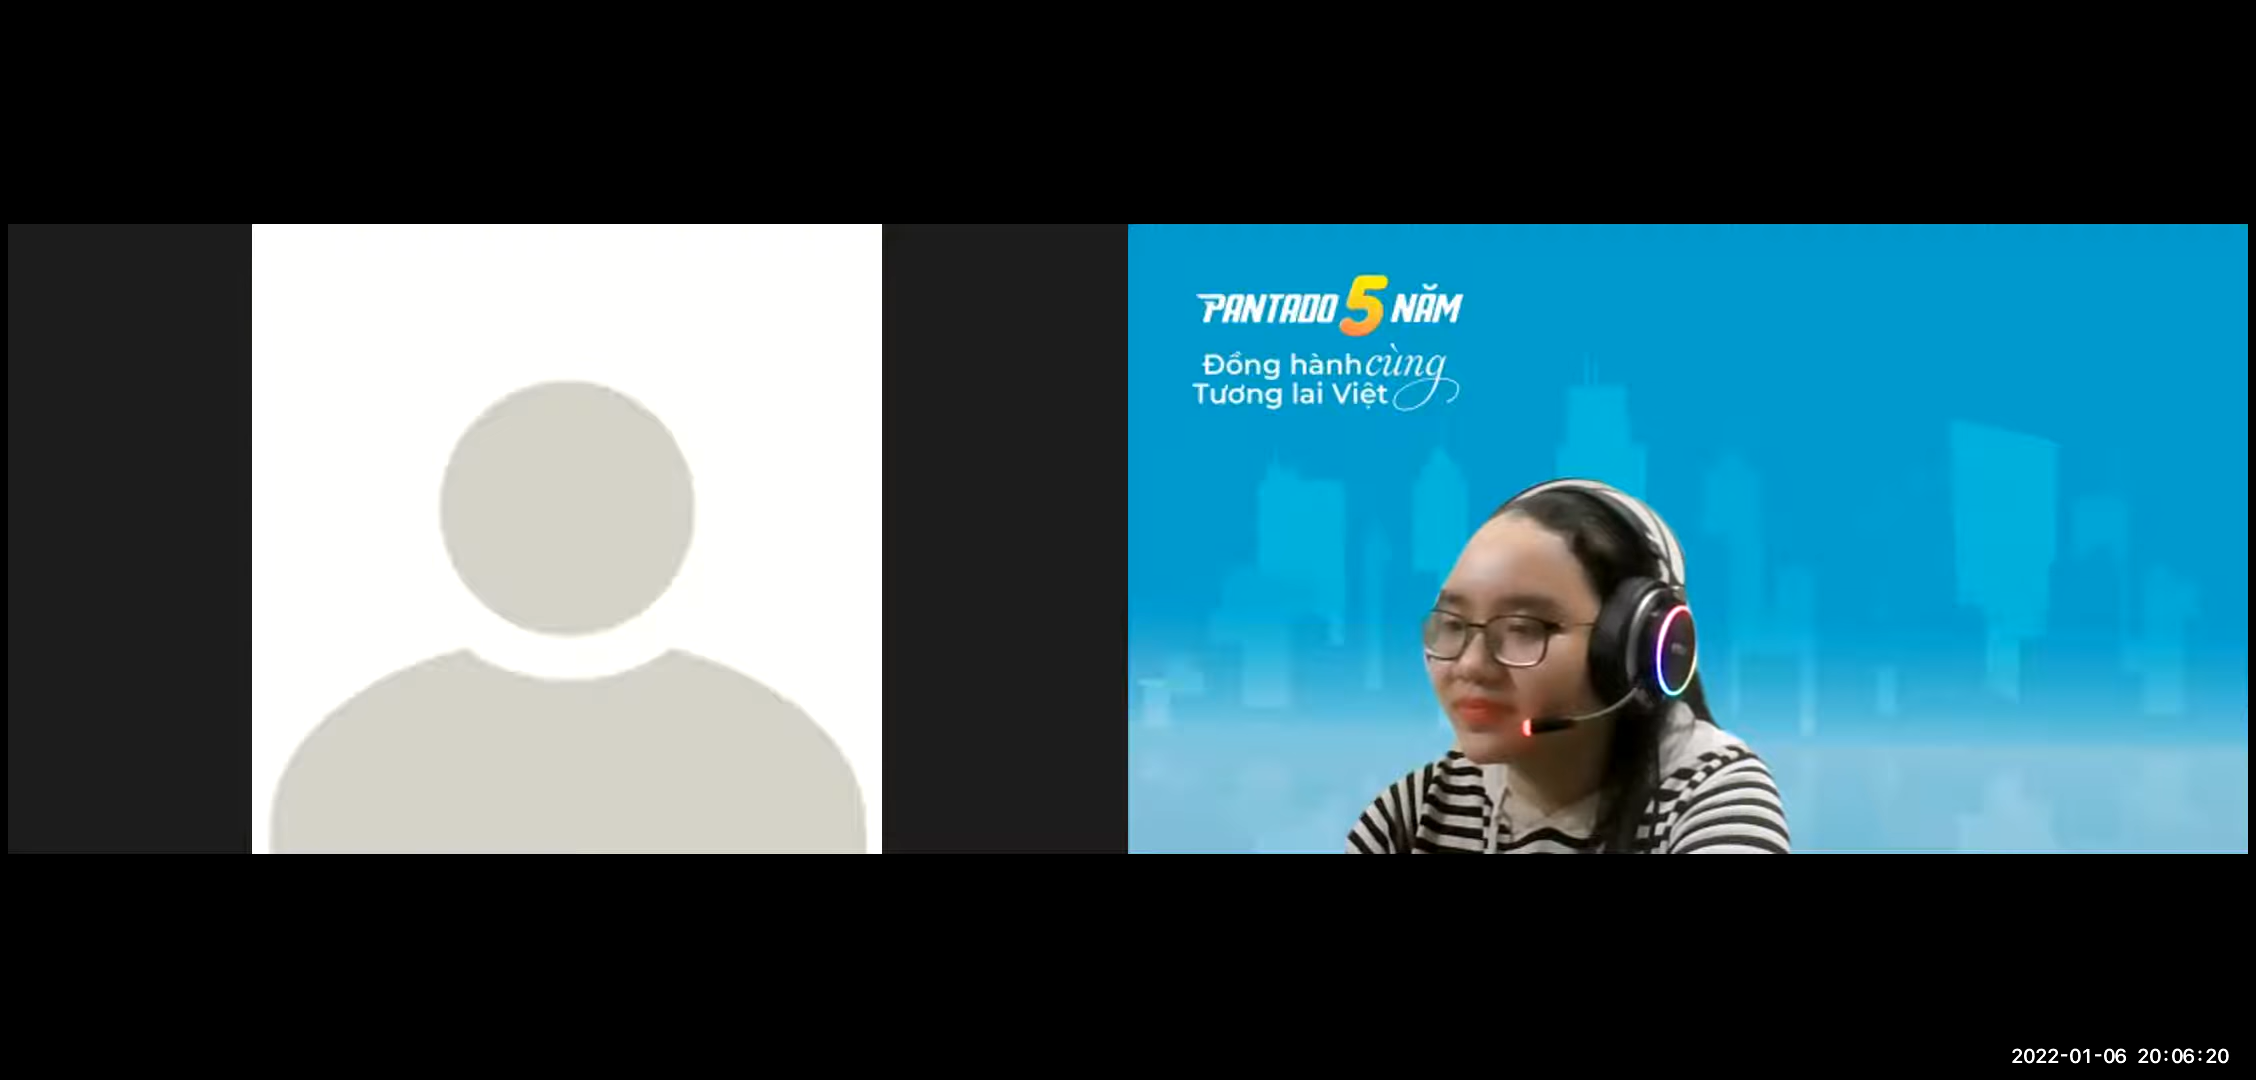 PANTADO 5 NĂM
Đồng hành cùng
Tương lai Việt
2022-01-06 20:06:20